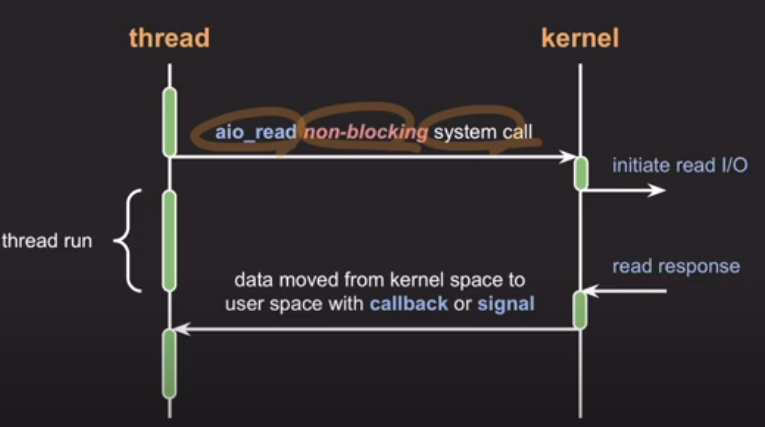 thread
kernel
aio_read non-blocking system call
initiate read I/O
thread run
read response
data moved from kernel space to
user space with callback or signal